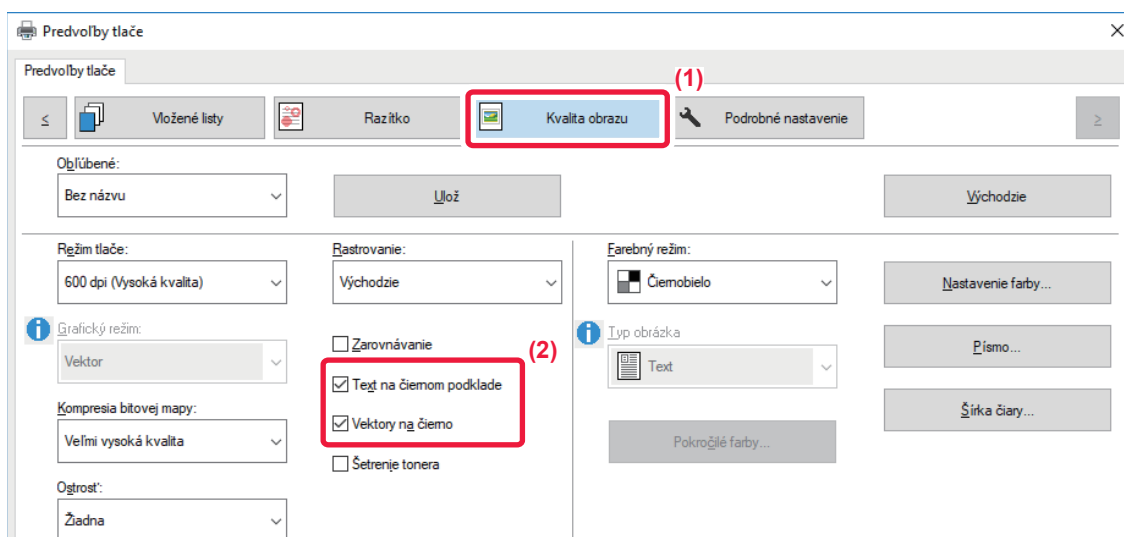 Predvoľby tlače
Predvoľby tlače
(1)
< Vložené listy Razítko Kvalita obrazu Podrobné nastavenie >
Obľúbené:
Bez názvu Ulož Východzie
Režim tlače: Rastrovanie: Farebný režim:
600 dpi (Vysoká kvalita) Východzie Čiernobielo Nastavenie farby...
Grafický režim: Zarovnávanie Typ obrázka
Vektor (2) Text Písmo...
Text na čiernom podklade
Kompresia bitovej mapy: Vektory na čierno Šírka čiary...
Veľmi vysoká kvalita Šetrenie tonera Pokročilé farby...
Ostrosť:
Žiadna